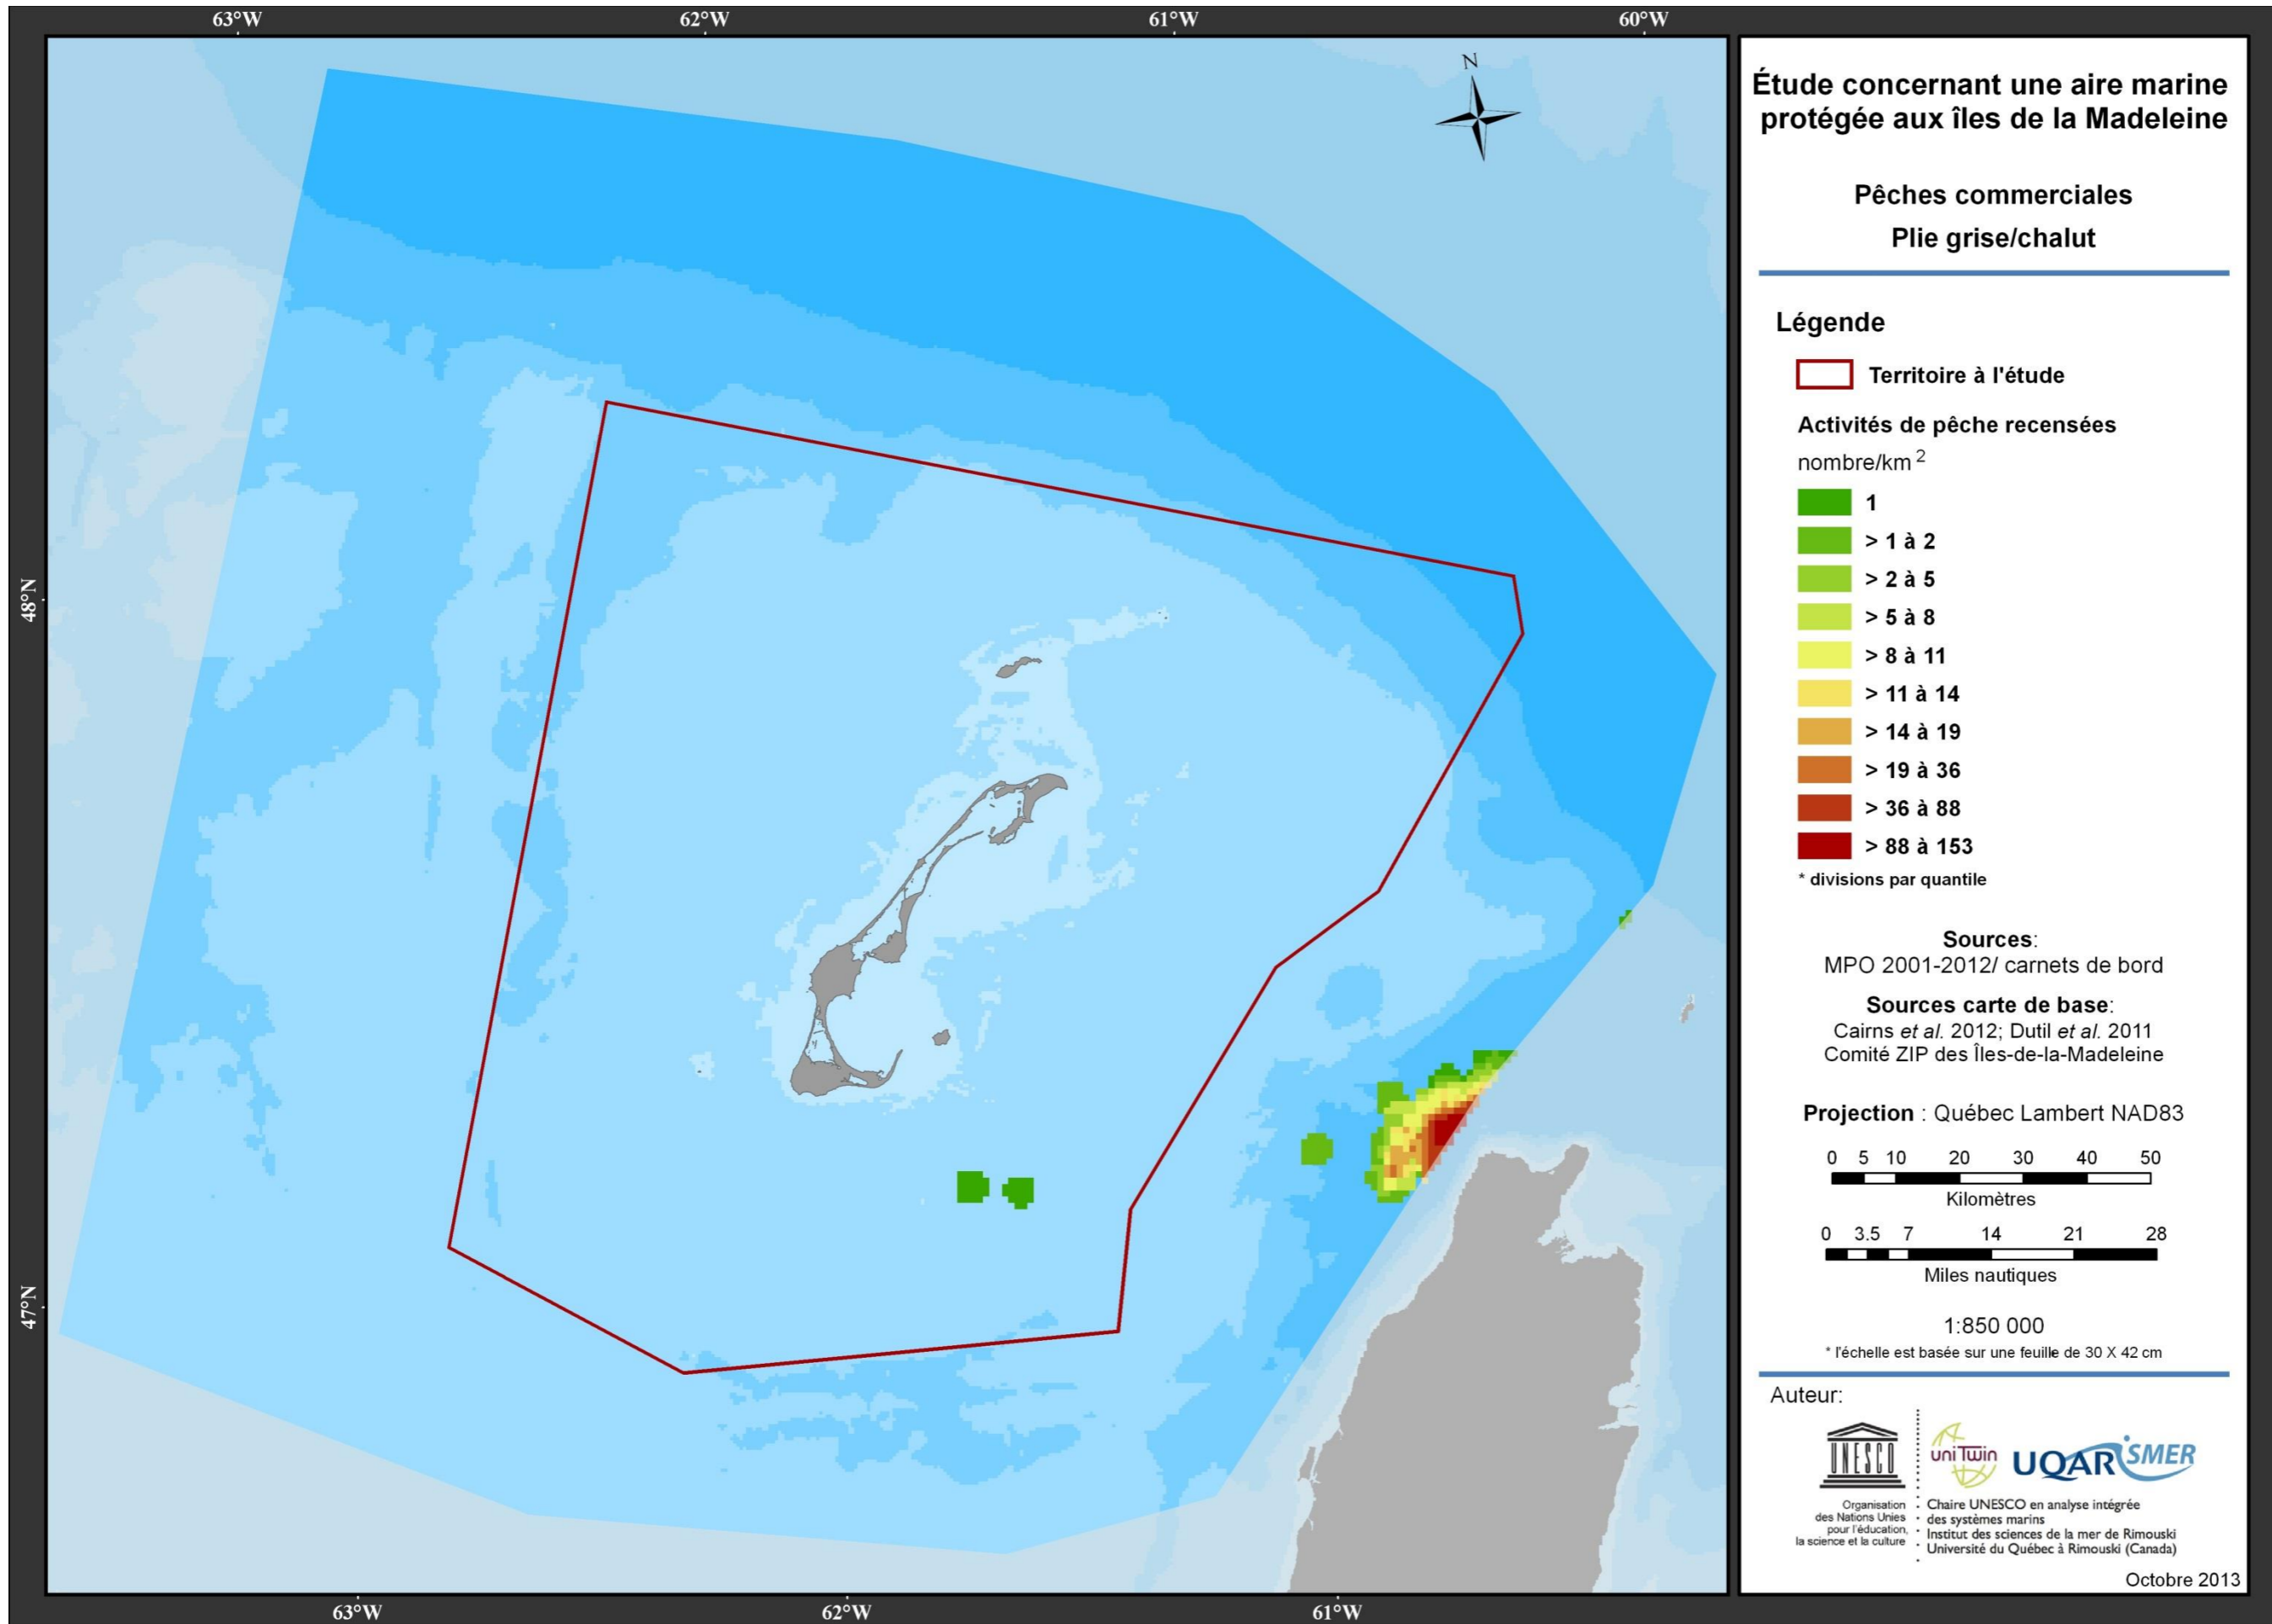 63°W
62°W
61°W
60°W
N
48°N
47°N
63°W
62°W
61°W
Étude concernant une aire marine
protégée aux îles de la Madeleine
Pêches commerciales
Plie grise/chalut
Légende
Territoire à l'étude
Activités de pêche recensées
nombre/km 2
1
> 1 à 2
> 2 à 5
> 5 à 8
> 8 à 11
> 11 à 14
> 14 à 19
> 19 à 36
> 36 à 88
> 88 à 153
* divisions par quantile
Sources:
MPO 2001-2012/ carnets de bord
Sources carte de base:
Cairns et al. 2012; Dutil et al. 2011
Comité ZIP des Îles-de-la-Madeleine
Projection : Québec Lambert NAD83
0 5 10 20 30 40 50
Kilomètres
0 3.5 7 14 21 28
Miles nautiques
1:850 000
* l'échelle est basée sur une feuille de 30 X 42 cm
Auteur:
UNESCO
uniTwin
UQAR
iSMER
Organisation
des Nations Unies
pour l'éducation,
la science et la culture
Chaire UNESCO en analyse intégrée
des systèmes marins
Institut des sciences de la mer de Rimouski
Université du Québec à Rimouski (Canada)
Octobre 2013